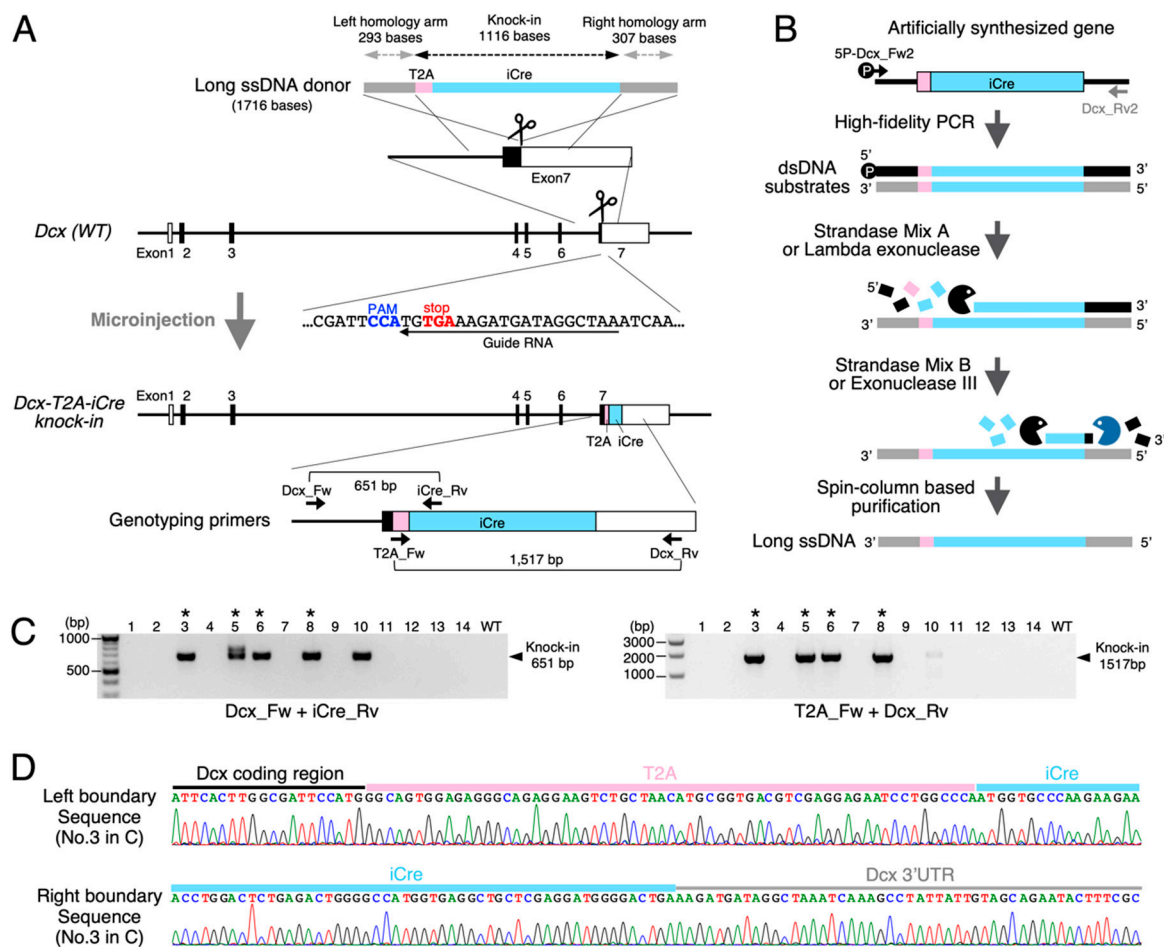 A
Left homology arm
293 bases
Knock-in
1116 bases
Right homology arm
307 bases
T2A
iCre
Long ssDNA donor
(1716 bases)
Exon7
Dcx (WT)
Exon1 2 3 4 5 6 7
Microinjection
PAM stop
...CGATTCCATGTGAAAGATGATAGGCTAAATCAA...
Guide RNA
Dcx-T2A-iCre
knock-in
Exon1 2 3 4 5 6 7
T2A iCre
Dcx_Fw 651 bp iCre_Rv
Genotyping primers
iCre
T2A_Fw Dcx_Rv
1,517 bp
B
Artificially synthesized gene
5P-Dcx_Fw2
P
iCre
Dcx_Rv2
High-fidelity PCR
5'
dsDNA
substrates
P
3'
3' 5'
Strandase Mix A
or Lambda exonuclease
5'
3'
3' 5'
Strandase Mix B
or Exonuclease III
3'
3' 5'
Spin-column based
purification
Long ssDNA 3' 5'
C
(bp) 1 2 3 4 5 6 7 8 9 10 11 12 13 14 WT
* * * *
1000
500
Knock-in
651 bp
Dcx_Fw + iCre_Rv
(bp) 1 2 3 4 5 6 7 8 9 10 11 12 13 14 WT
* * * *
3000
2000
1000
Knock-in
1517bp
T2A_Fw + Dcx_Rv
D
Dcx coding region T2A iCre
Left boundary
Sequence
(No.3 in C)
ATTCACTTGGCGATTCCATGGGCAGTGGAGAGGGCAGAGGAAGTCTGCTAACATGCGGTGACGTCGAGGAGAATCCTGGCCCAATGGTGCCCAAGAAGAA
iCre Dcx 3'UTR
Right boundary
Sequence
(No.3 in C)
ACCTGGACTCTGAGACTGGGGCCATGGTGAGGCTGCTCGAGGATGGGGACTGAAAGATGATAGGCTAAATCAAAGCCTATTATTGTAGCAGAATACTTTCGC